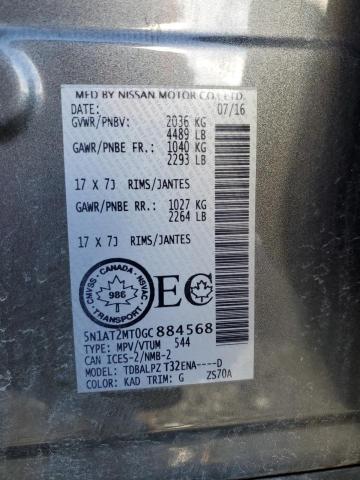 MFD BY NISSAN MOTOR CO., LTD.
DATE: 07/16
GVWR/PNBV: 2036 KG
4489 LB
GAWR/PNBE FR.: 1040 KG
2293 LB
17 X 7J RIMS/JANTES
GAWR/PNBE RR.: 1027 KG
2264 LB
17 X 7J RIMS/JANTES
CANADA
CMVSS - NSVAC
986
TRANSPORT
EC
5N1AT2MT0GC884568
TYPE: MPV/VTUM 544
CAN ICES-2/NMB-2
MODEL: TDBALPZ T32ENA----D
COLOR: KAD TRIM: G ZS70A